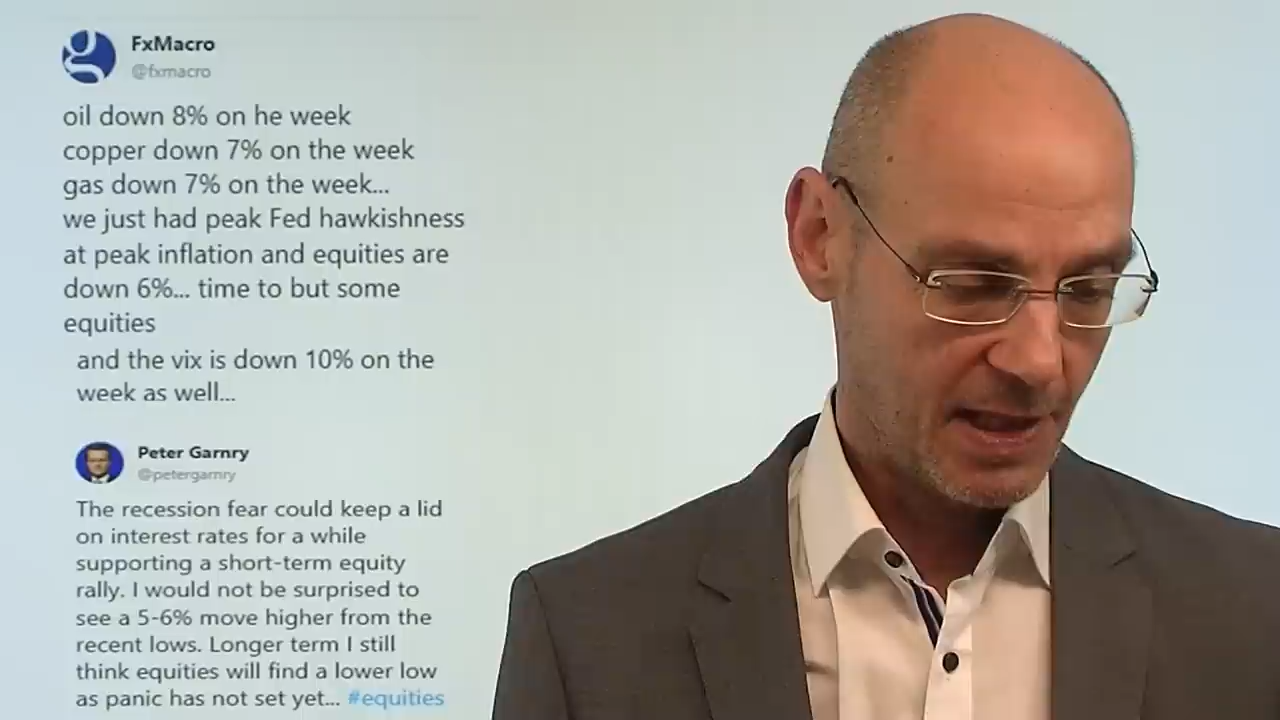 FxMacro
@fxmacro
oil down 8% on he week
copper down 7% on the week
gas down 7% on the week...
we just had peak Fed hawkishness
at peak inflation and equities are
down 6%... time to but some
equities
and the vix is down 10% on the
week as well...
Peter Garnry
@petergarnry
The recession fear could keep a lid
on interest rates for a while
supporting a short-term equity
rally. I would not be surprised to
see a 5-6% move higher from the
recent lows. Longer term I still
think equities will find a lower low
as panic has not set yet... #equities